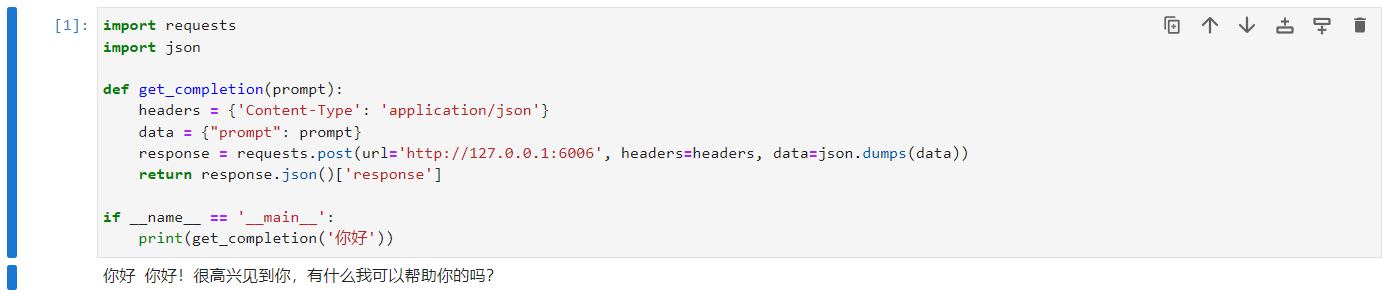 [1]:
import requests
import json
def get_completion(prompt):
    headers = {'Content-Type': 'application/json'}
    data = {"prompt": prompt}
    response = requests.post(url='http://127.0.0.1:6006', headers=headers, data=json.dumps(data))
    return response.json()['response']
if __name__ == '__main__':
    print(get_completion('你好'))
你好 你好！很高兴见到你，有什么我可以帮助你的吗？